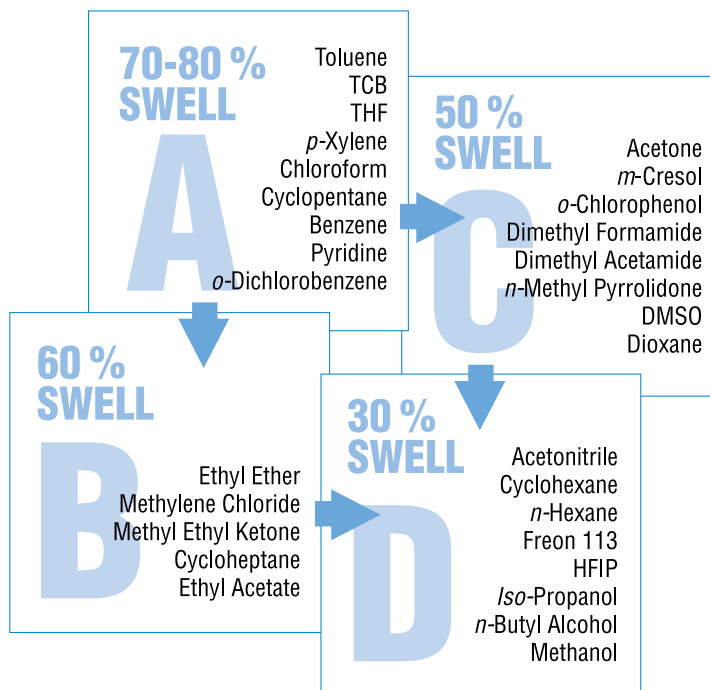 70-80 %
SWELL
A
Toluene
TCB
THF
p-Xylene
Chloroform
Cyclopentane
Benzene
Pyridine
o-Dichlorobenzene
50 %
SWELL
C
Acetone
m-Cresol
o-Chlorophenol
Dimethyl Formamide
Dimethyl Acetamide
n-Methyl Pyrrolidone
DMSO
Dioxane
60 %
SWELL
B
Ethyl Ether
Methylene Chloride
Methyl Ethyl Ketone
Cycloheptane
Ethyl Acetate
30 %
SWELL
D
Acetonitrile
Cyclohexane
n-Hexane
Freon 113
HFIP
Iso-Propanol
n-Butyl Alcohol
Methanol